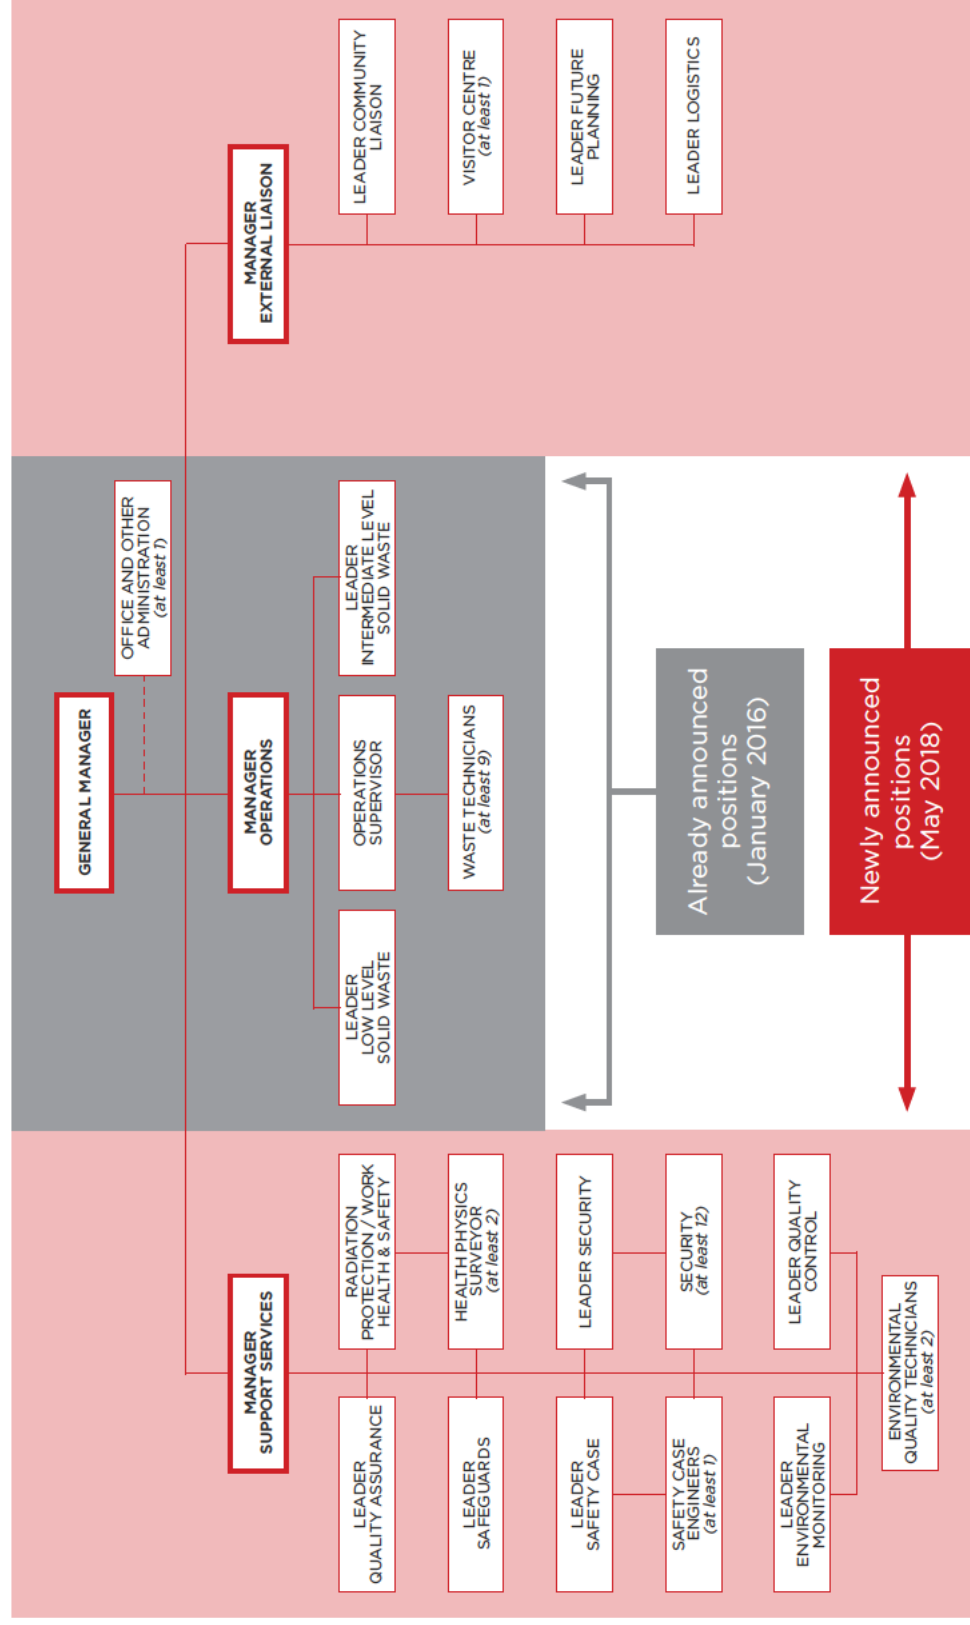 GENERAL MANAGER
OFFICE AND OTHER
ADMINISTRATION
(at least 1)
MANAGER
SUPPORT SERVICES
MANAGER
OPERATIONS
MANAGER
EXTERNAL LIAISON
LEADER
QUALITY ASSURANCE
RADIATION
PROTECTION / WORK
HEALTH & SAFETY
LEADER
LOW LEVEL
SOLID WASTE
OPERATIONS
SUPERVISOR
LEADER
INTERMEDIATE LEVEL
SOLID WASTE
LEADER COMMUNITY
LIAISON
LEADER
SAFEGUARDS
HEALTH PHYSICS
SURVEYOR
(at least 2)
WASTE TECHNICIANS
(at least 9)
VISITOR CENTRE
(at least 1)
LEADER
SAFETY CASE
LEADER SECURITY
LEADER FUTURE
PLANNING
SAFETY CASE
ENGINEERS
(at least 1)
SECURITY
(at least 12)
LEADER LOGISTICS
LEADER
ENVIRONMENTAL
MONITORING
LEADER QUALITY
CONTROL
ENVIRONMENTAL
QUALITY TECHNICIANS
(at least 2)
Already announced
positions
(January 2016)
Newly announced
positions
(May 2018)